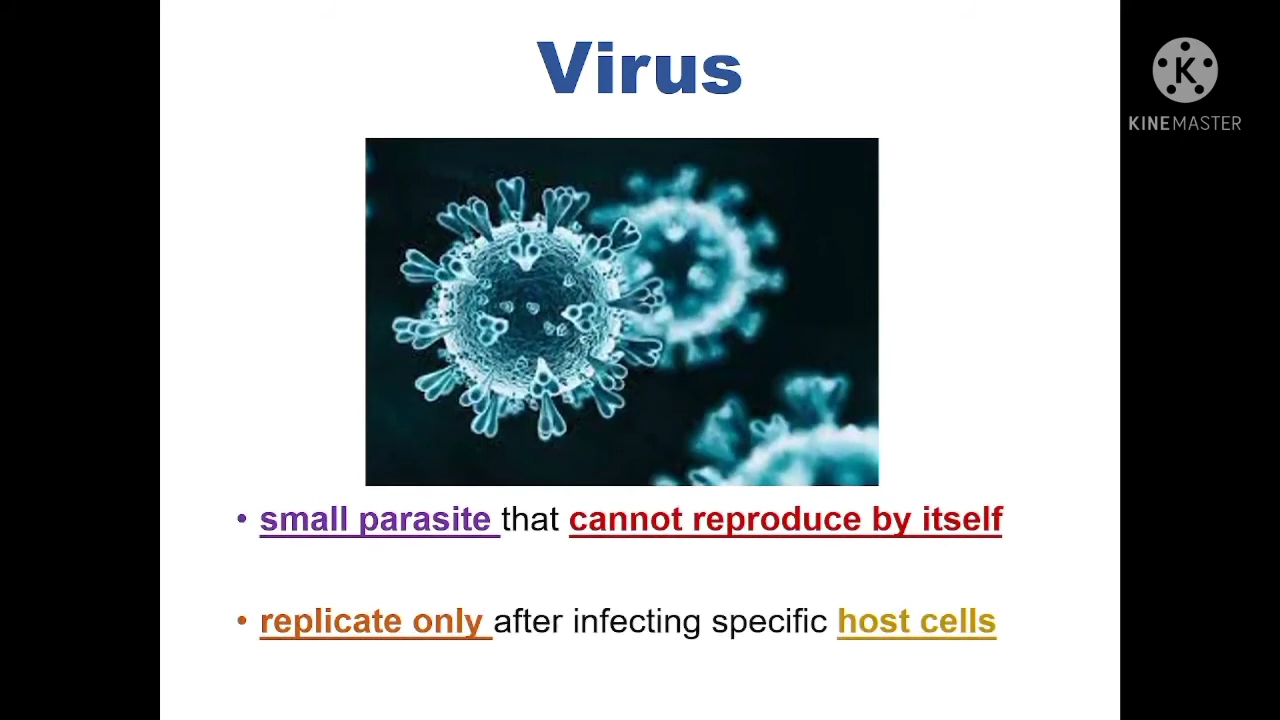 Virus
K
KINEMASTER
• small parasite that cannot reproduce by itself
• replicate only after infecting specific host cells